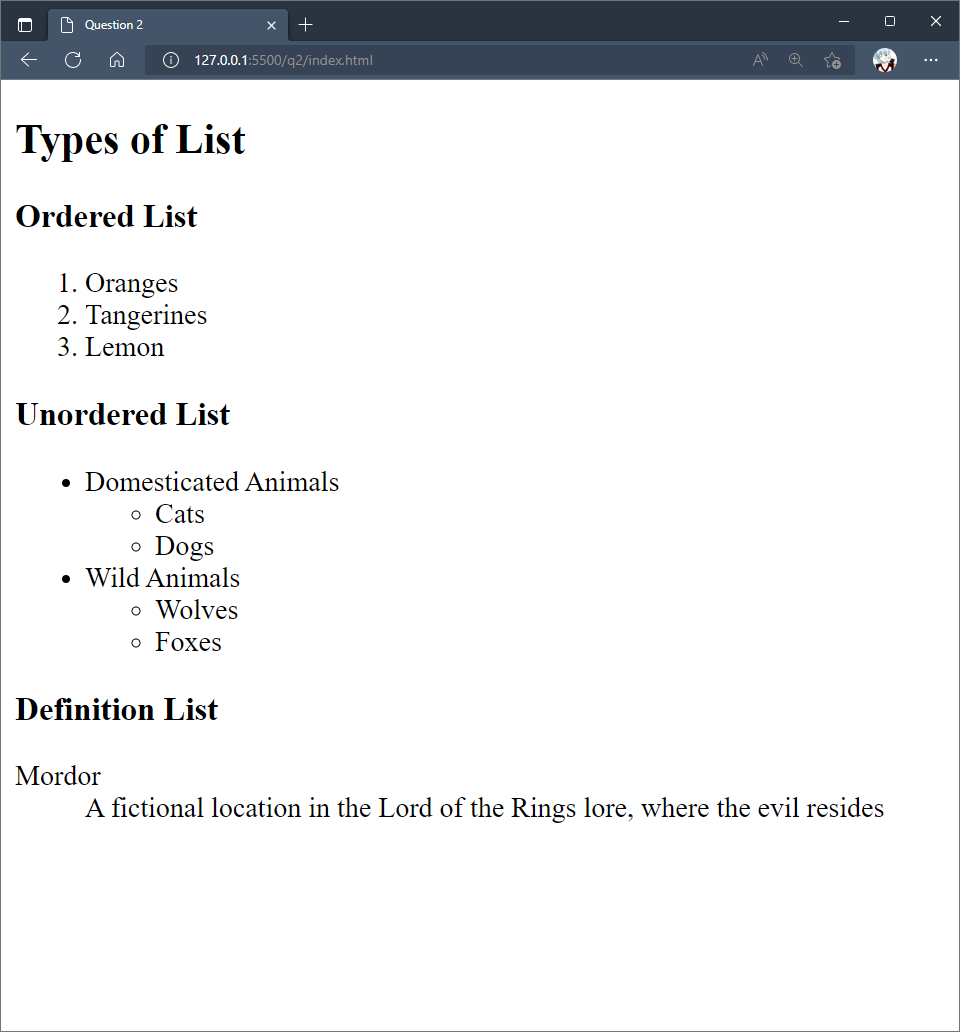 Question 2
127.0.0.1:5500/q2/index.html
Types of List
Ordered List
1. Oranges
2. Tangerines
3. Lemon
Unordered List
• Domesticated Animals
◦ Cats
◦ Dogs
• Wild Animals
◦ Wolves
◦ Foxes
Definition List
Mordor
A fictional location in the Lord of the Rings lore, where the evil resides